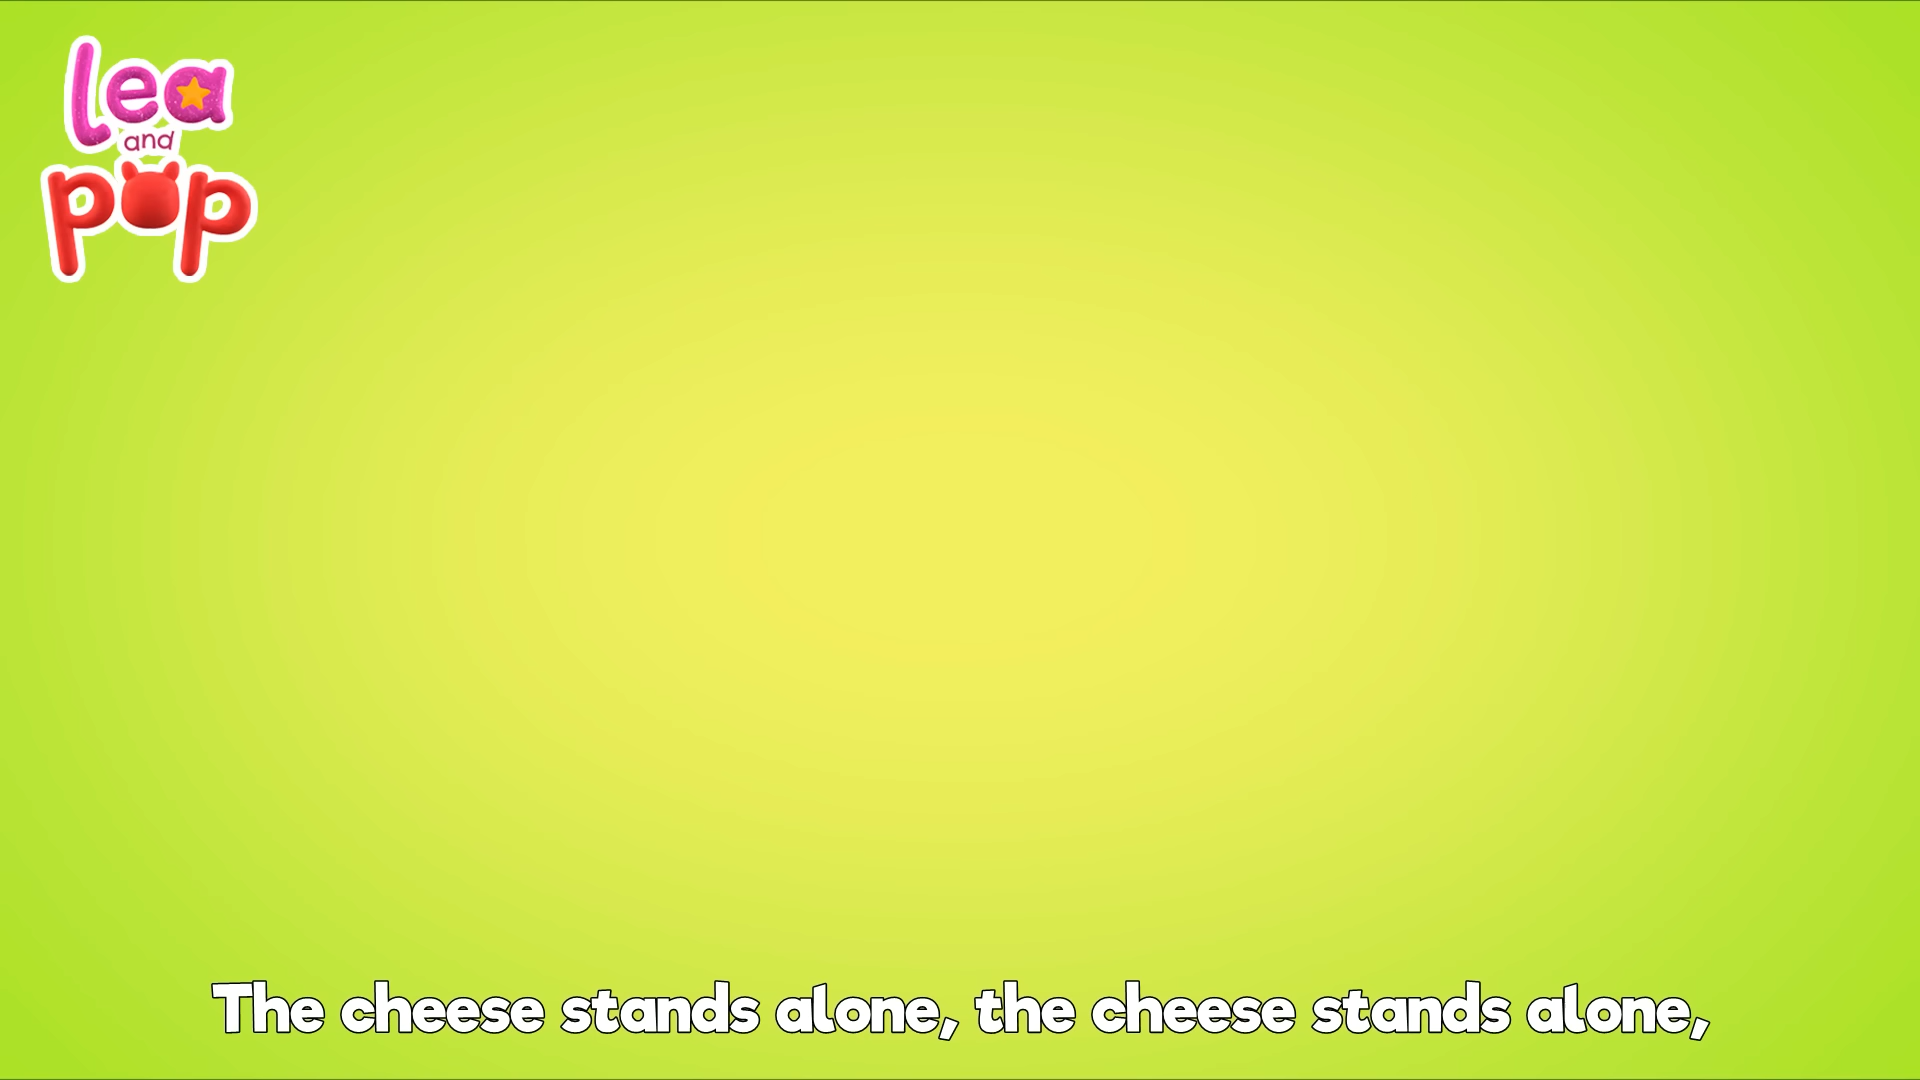 lea
and
pop
The cheese stands alone, the cheese stands alone,